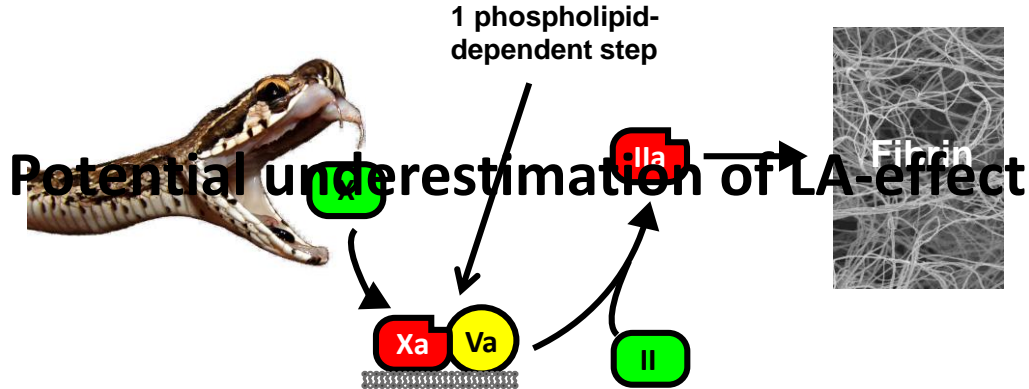 1 phospholipid-
dependent step
IIa
Fibrin
Potential underestimation of LA-effect
X
Xa
Va
II